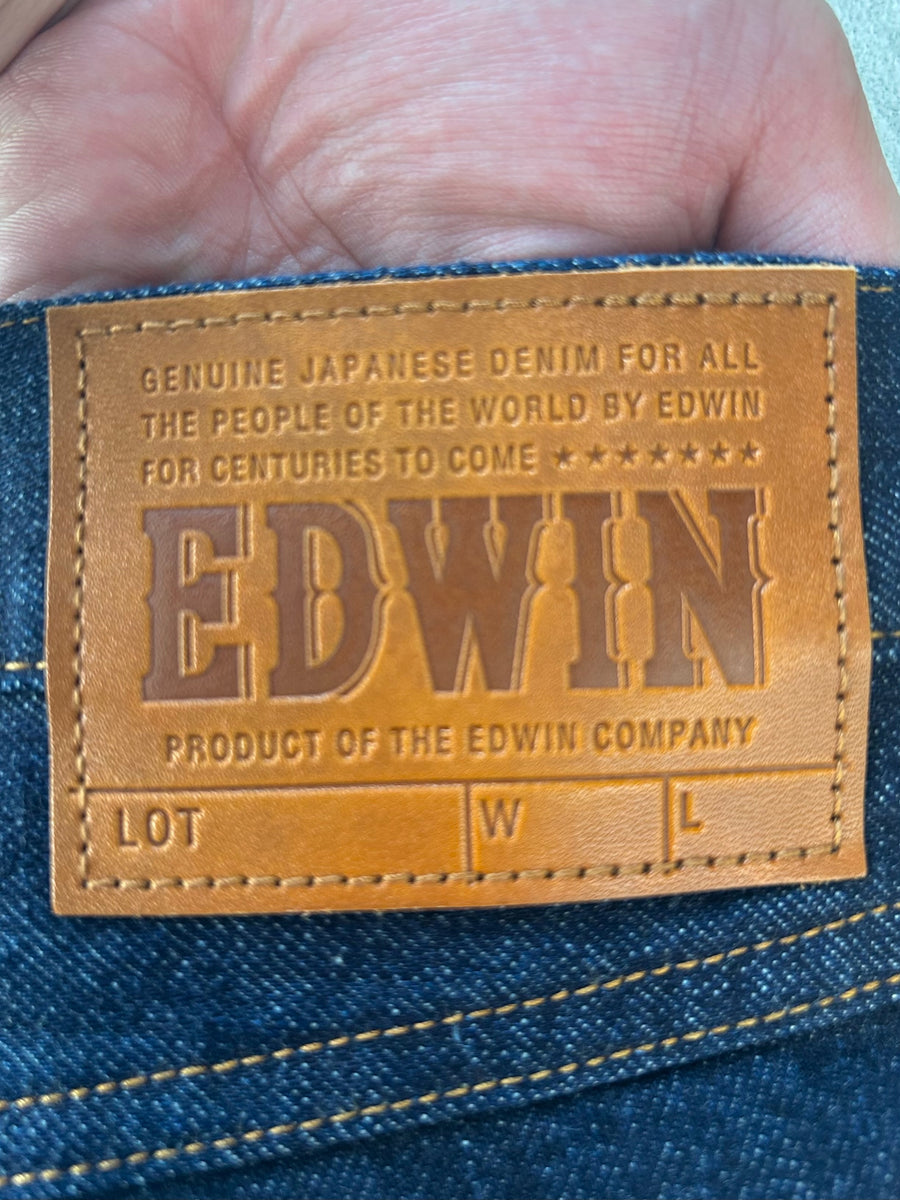 GENUINE JAPANESE DENIM FOR ALL
THE PEOPLE OF THE WORLD BY EDWIN
FOR CENTURIES TO COME ★★★★★★★
EDWIN
PRODUCT OF THE EDWIN COMPANY
LOT W L